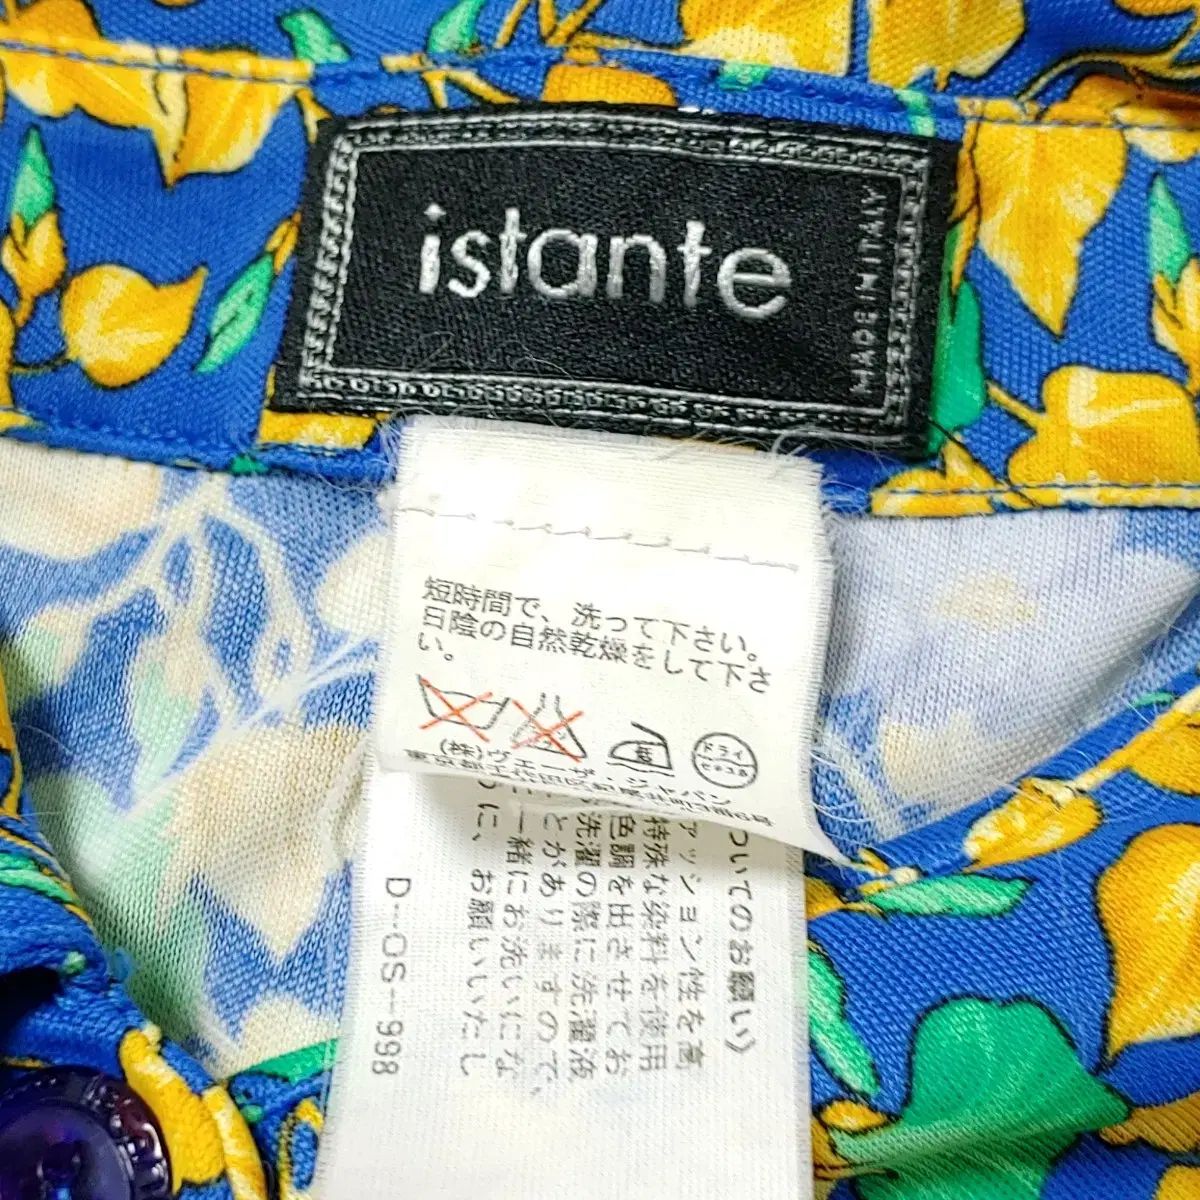 istante
MADE IN ITALY
短時間で、洗って下さい。
日陰の自然乾燥をして下さ
い。
ドライ
ついてのお願い》
ァッション性を高
特殊な染料を使用
色調を出させてお
洗濯の際に洗濯液
とがありますので、
一緒にお洗いにな
に、お願いいたし
D--OS--998